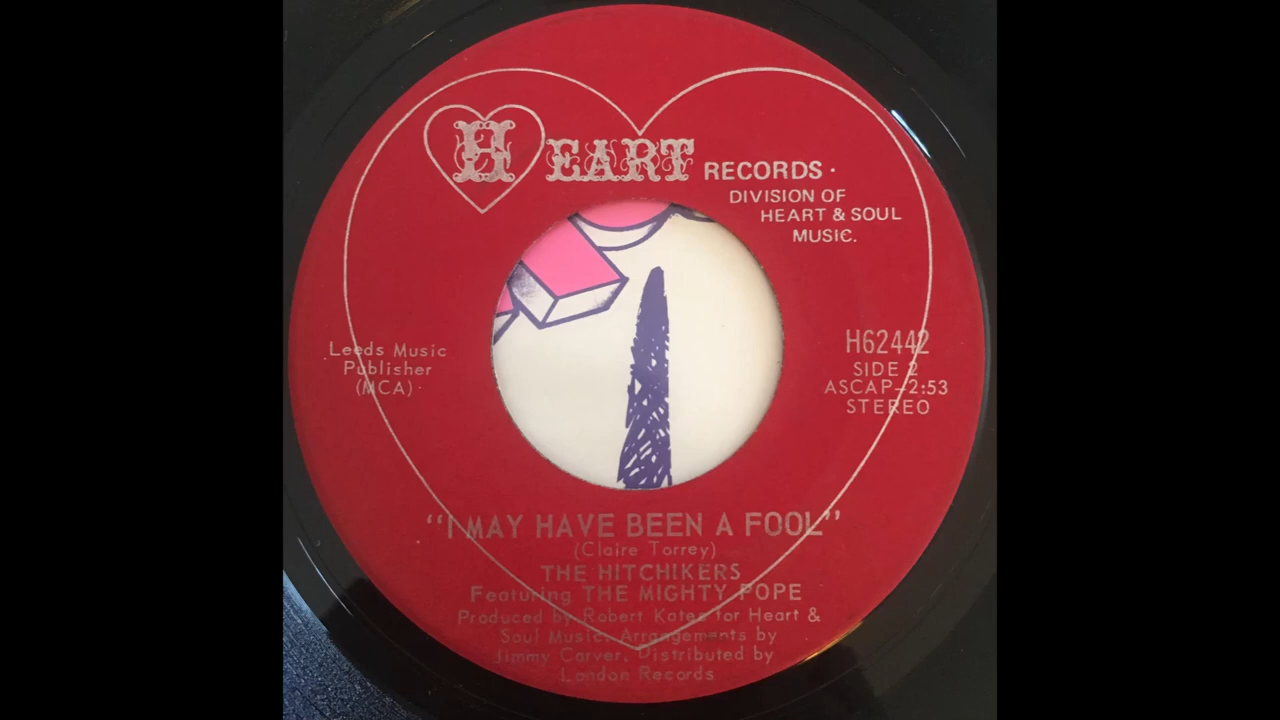 HEART RECORDS ·
DIVISION OF
HEART & SOUL
MUSIC.
Leeds Music
Publisher
(MCA) ·
H62442
SIDE 2
ASCAP-2:53
STEREO
"I MAY HAVE BEEN A FOOL"
(Claire Torrey)
THE HITCHIKERS
Featuring THE MIGHTY POPE
Produced by Robert Kates for Heart &
Soul Music. Arrangements by
Jimmy Carver. Distributed by
London Records